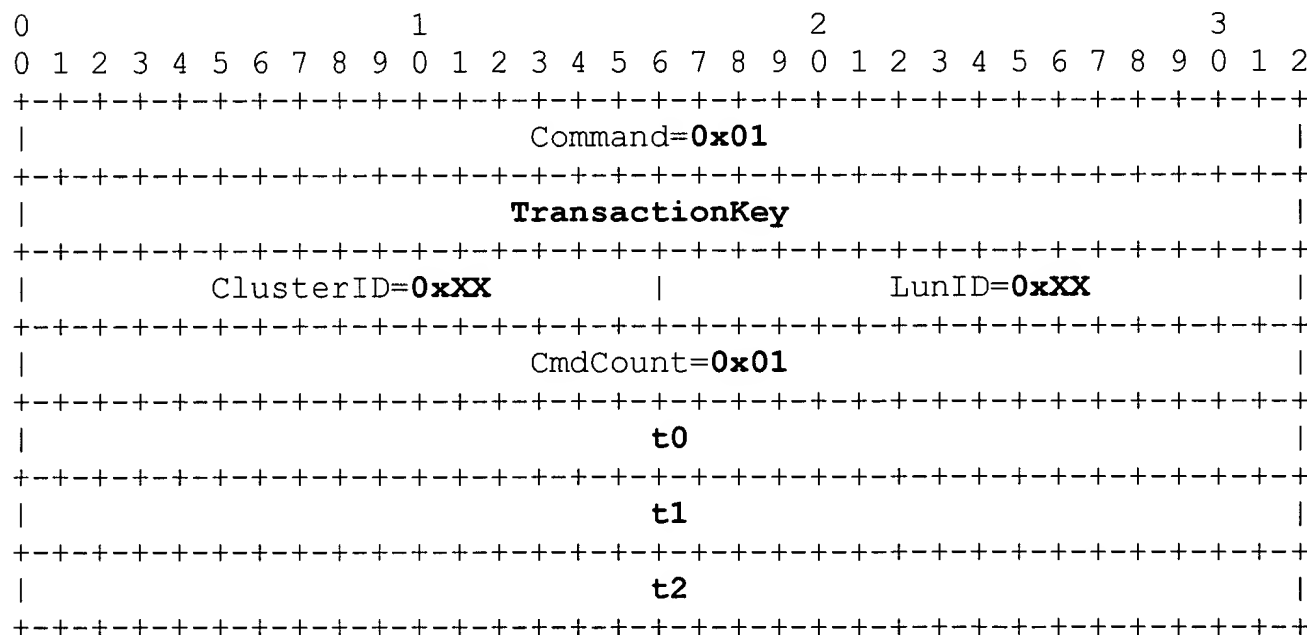 0                   1                   2                   3
0 1 2 3 4 5 6 7 8 9 0 1 2 3 4 5 6 7 8 9 0 1 2 3 4 5 6 7 8 9 0 1 2
+-+-+-+-+-+-+-+-+-+-+-+-+-+-+-+-+-+-+-+-+-+-+-+-+-+-+-+-+-+-+-+-+
|                         Command=0x01                          |
+-+-+-+-+-+-+-+-+-+-+-+-+-+-+-+-+-+-+-+-+-+-+-+-+-+-+-+-+-+-+-+-+
|                        TransactionKey                         |
+-+-+-+-+-+-+-+-+-+-+-+-+-+-+-+-+-+-+-+-+-+-+-+-+-+-+-+-+-+-+-+-+
|         ClusterID=0xXX        |           LunID=0xXX          |
+-+-+-+-+-+-+-+-+-+-+-+-+-+-+-+-+-+-+-+-+-+-+-+-+-+-+-+-+-+-+-+-+
|                         CmdCount=0x01                         |
+-+-+-+-+-+-+-+-+-+-+-+-+-+-+-+-+-+-+-+-+-+-+-+-+-+-+-+-+-+-+-+-+
|                               t0                              |
+-+-+-+-+-+-+-+-+-+-+-+-+-+-+-+-+-+-+-+-+-+-+-+-+-+-+-+-+-+-+-+-+
|                               t1                              |
+-+-+-+-+-+-+-+-+-+-+-+-+-+-+-+-+-+-+-+-+-+-+-+-+-+-+-+-+-+-+-+-+
|                               t2                              |
+-+-+-+-+-+-+-+-+-+-+-+-+-+-+-+-+-+-+-+-+-+-+-+-+-+-+-+-+-+-+-+-+